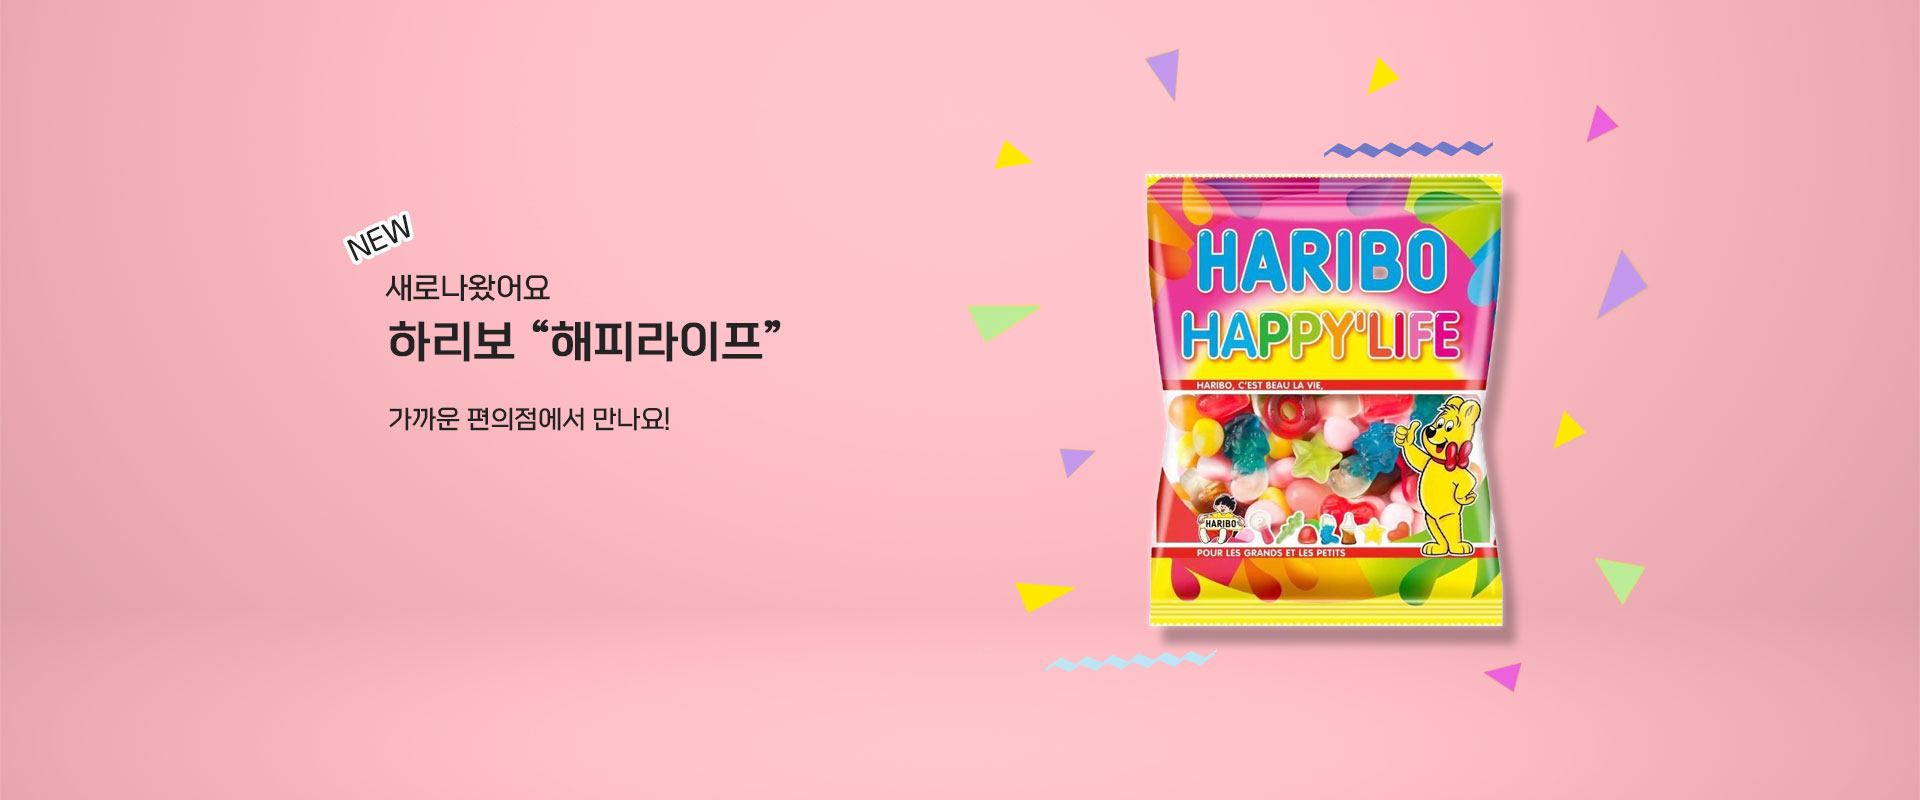 NEW
새로나왔어요
하리보 “해피라이프”
가까운 편의점에서 만나요!
HARIBO
HAPPY'LIFE
HARIBO, C'EST BEAU LA VIE,
HARIBO
POUR LES GRANDS ET LES PETITS